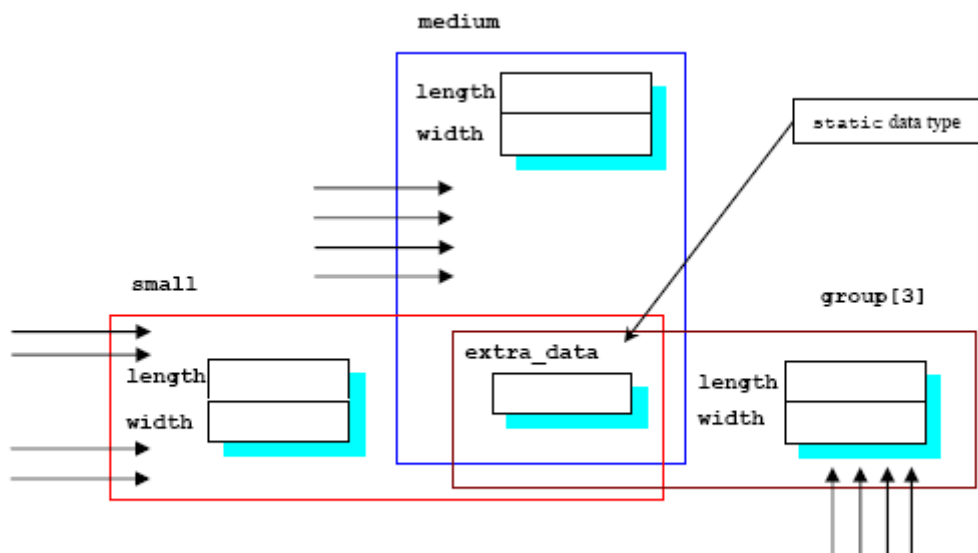 medium
length
width
static data type
small
group[3]
extra_data
length
width
length
width